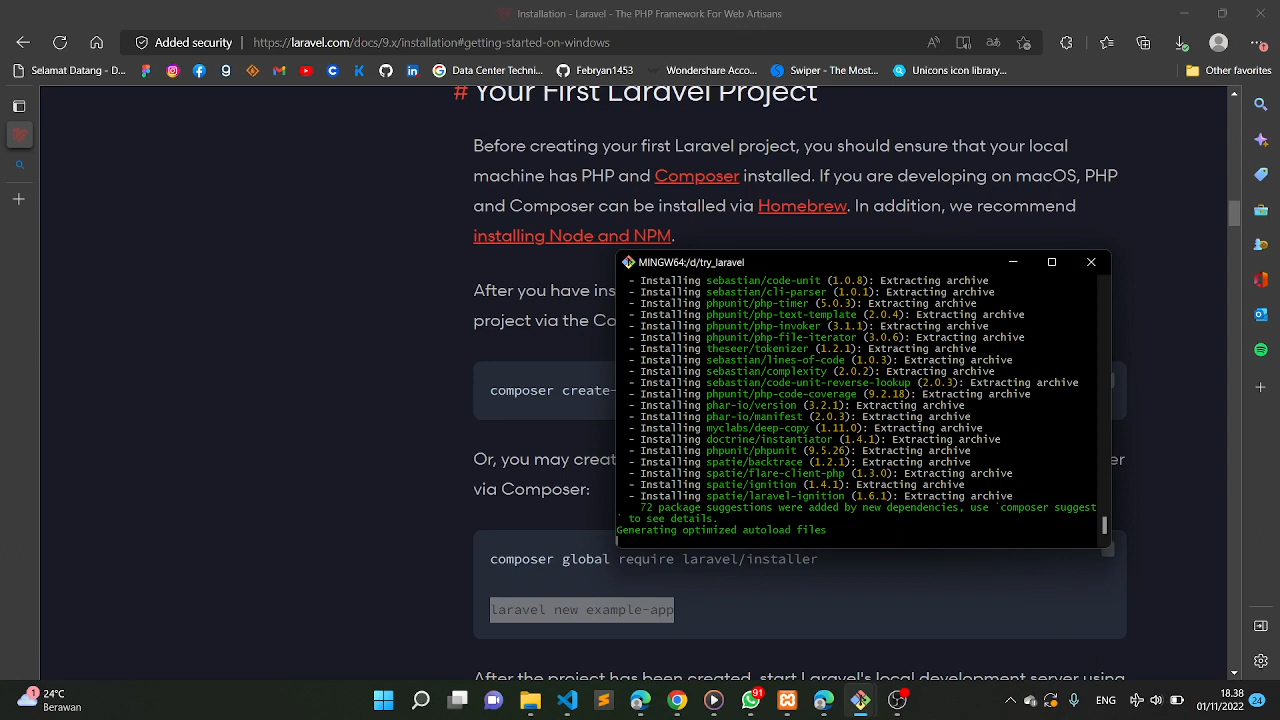 Installation - Laravel - The PHP Framework For Web Artisans
Added security
https://laravel.com/docs/9.x/installation#getting-started-on-windows
Selamat Datang - D...
Data Center Techni...
Febryan1453
Wondershare Acco...
Swiper - The Most...
Unicons icon library...
Other favorites
# Your First Laravel Project
Before creating your first Laravel project, you should ensure that your local
machine has PHP and Composer installed. If you are developing on macOS, PHP
and Composer can be installed via Homebrew. In addition, we recommend
installing Node and NPM.
After you have ins
project via the Co
composer create-
Or, you may creat
er
via Composer:
composer global require laravel/installer
laravel new example-app
After the project has been created, start Laravel's local development server using
MINGW64:/d/try_laravel
- Installing sebastian/code-unit (1.0.8): Extracting archive
- Installing sebastian/cli-parser (1.0.1): Extracting archive
- Installing phpunit/php-timer (5.0.3): Extracting archive
- Installing phpunit/php-text-template (2.0.4): Extracting archive
- Installing phpunit/php-invoker (3.1.1): Extracting archive
- Installing phpunit/php-file-iterator (3.0.6): Extracting archive
- Installing theseer/tokenizer (1.2.1): Extracting archive
- Installing sebastian/lines-of-code (1.0.3): Extracting archive
- Installing sebastian/complexity (2.0.2): Extracting archive
- Installing sebastian/code-unit-reverse-lookup (2.0.3): Extracting archive
- Installing phpunit/php-code-coverage (9.2.18): Extracting archive
- Installing phar-io/version (3.2.1): Extracting archive
- Installing phar-io/manifest (2.0.3): Extracting archive
- Installing myclabs/deep-copy (1.11.0): Extracting archive
- Installing doctrine/instantiator (1.4.1): Extracting archive
- Installing phpunit/phpunit (9.5.26): Extracting archive
- Installing spatie/backtrace (1.2.1): Extracting archive
- Installing spatie/flare-client-php (1.3.0): Extracting archive
- Installing spatie/ignition (1.4.1): Extracting archive
- Installing spatie/laravel-ignition (1.6.1): Extracting archive
72 package suggestions were added by new dependencies, use `composer suggest
` to see details.
Generating optimized autoload files
1
24°C
Berawan
91
ENG
18.38
01/11/2022
24